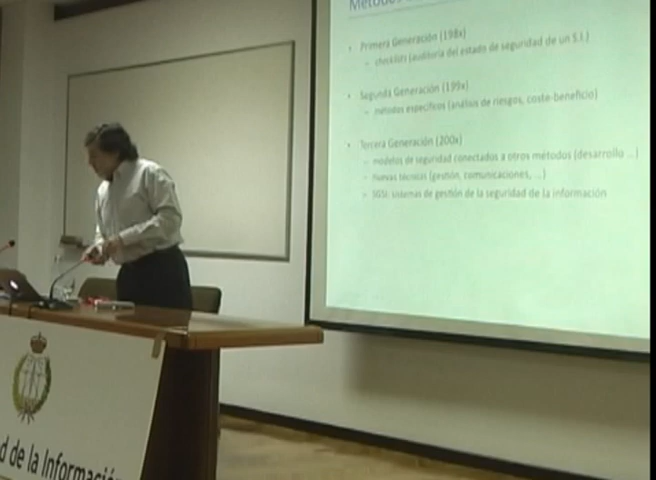 Métodos
• Primera Generación (198x)
– checklists (auditoría del estado de seguridad de un S.I.)
• Segunda Generación (199x)
– métodos específicos (análisis de riesgos, coste-beneficio)
• Tercera Generación (200x)
– modelos de seguridad conectados a otros métodos (desarrollo ...)
– nuevas técnicas (gestión, comunicaciones, ...)
– SGSI: sistemas de gestión de la seguridad de la información
d de la Información